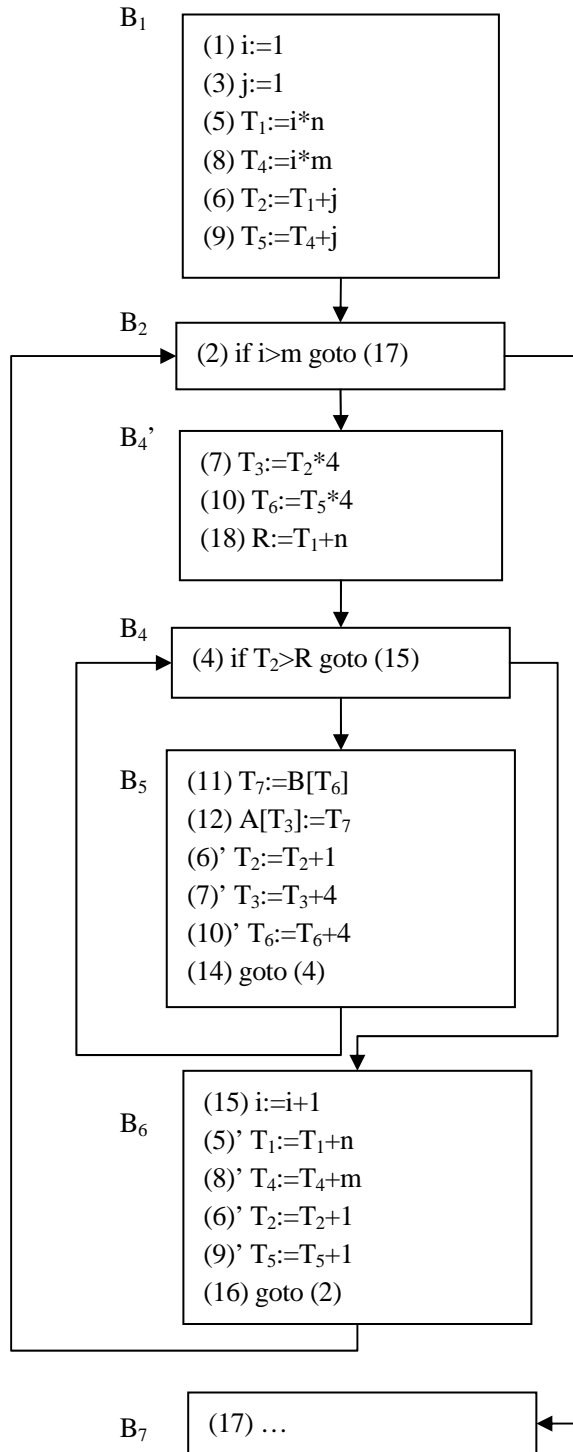 B₁
(1) i:=1
(3) j:=1
(5) T₁:=i*n
(8) T₄:=i*m
(6) T₂:=T₁+j
(9) T₅:=T₄+j
B₂
(2) if i>m goto (17)
B₄’
(7) T₃:=T₂*4
(10) T₆:=T₅*4
(18) R:=T₁+n
B₄
(4) if T₂>R goto (15)
B₅
(11) T₇:=B[T₆]
(12) A[T₃]:=T₇
(6)’ T₂:=T₂+1
(7)’ T₃:=T₃+4
(10)’ T₆:=T₆+4
(14) goto (4)
B₆
(15) i:=i+1
(5)’ T₁:=T₁+n
(8)’ T₄:=T₄+m
(6)’ T₂:=T₂+1
(9)’ T₅:=T₅+1
(16) goto (2)
B₇
(17) …